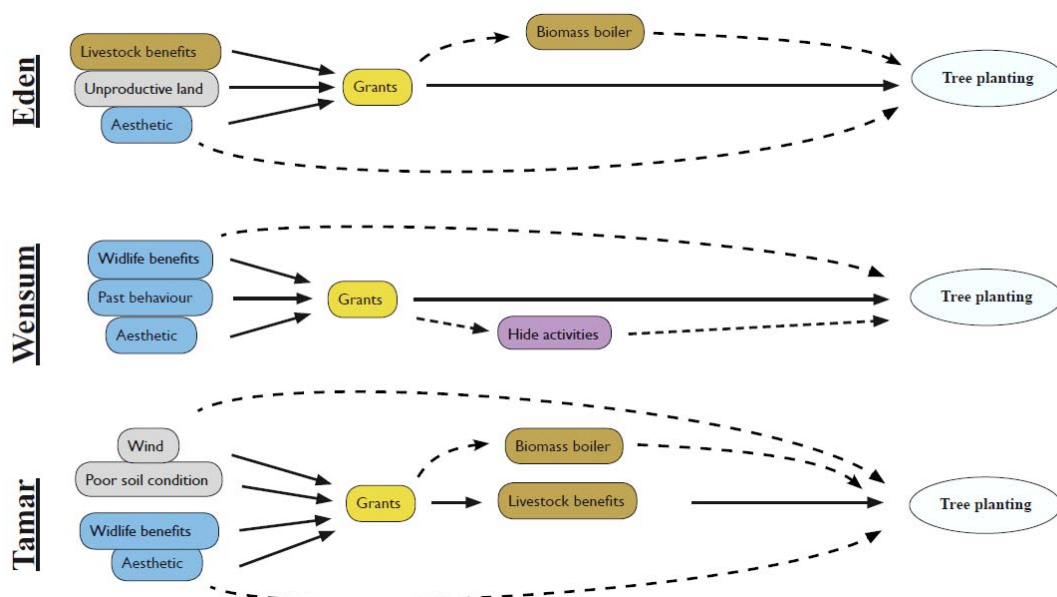 Eden
Livestock benefits
Unproductive land
Aesthetic
Grants
Biomass boiler
Tree planting
Wensum
Widlife benefits
Past behaviour
Aesthetic
Grants
Hide activities
Tree planting
Tamar
Wind
Poor soil condition
Widlife benefits
Aesthetic
Grants
Biomass boiler
Livestock benefits
Tree planting